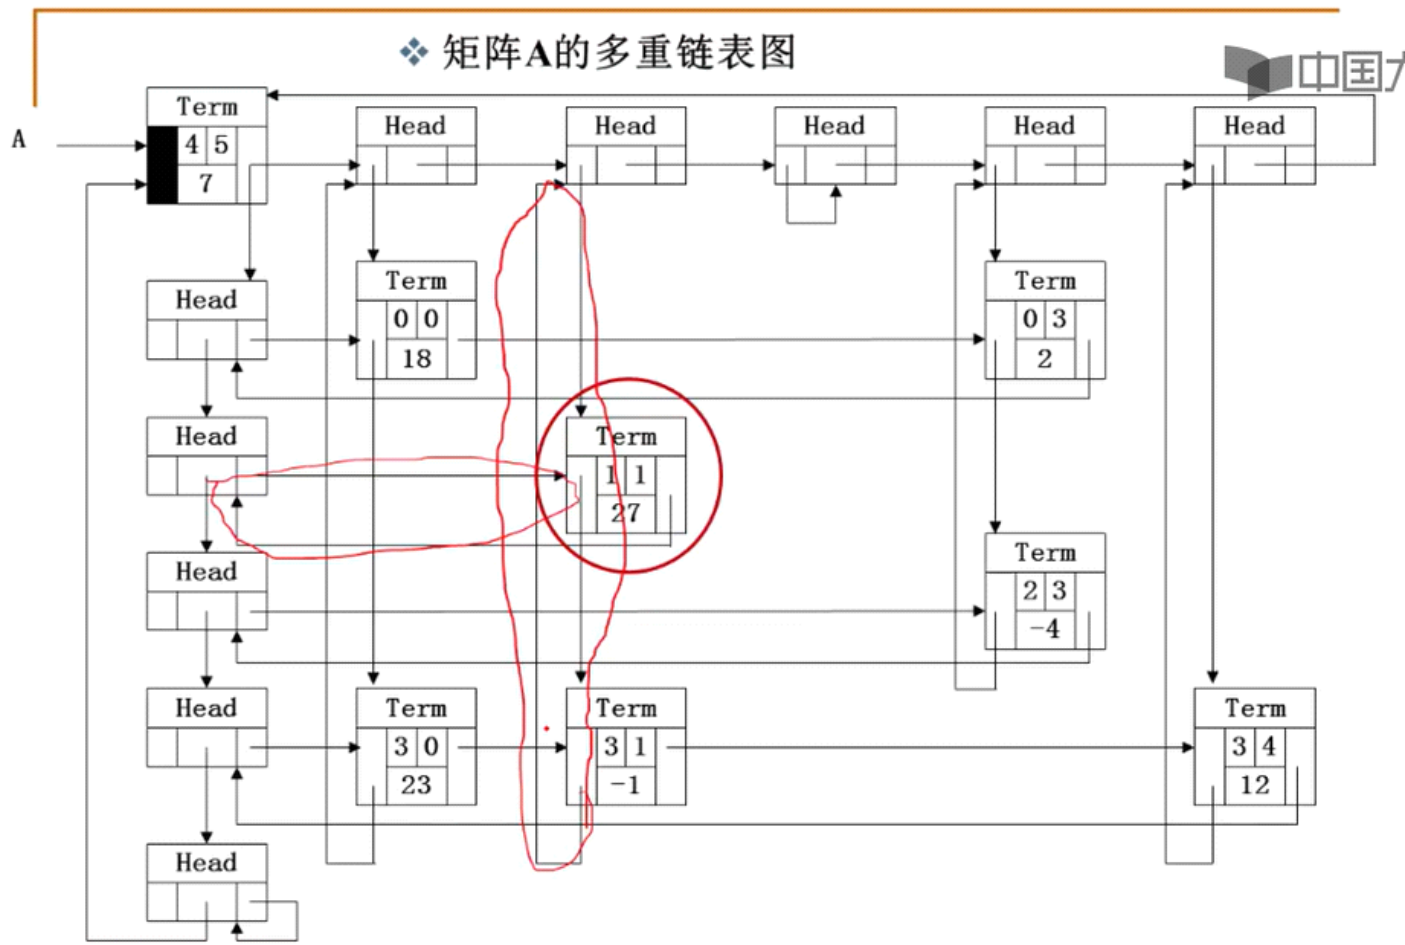 矩阵A的多重链表图
中国
A
Term
4 5
7
Head
Head
Head
Head
Head
Head
Term
0 0
18
Term
0 3
2
Head
Term
1 1
27
Head
Term
2 3
-4
Head
Term
3 0
23
Term
3 1
-1
Term
3 4
12
Head